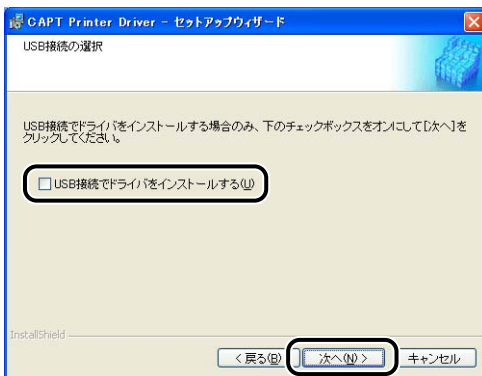 CAPT Printer Driver - セットアップウィザード
USB接続の選択
USB接続でドライバをインストールする場合のみ、下のチェックボックスをオンにして[次へ]を
クリックしてください。
USB接続でドライバをインストールする(U)
InstallShield
< 戻る(B) 次へ(N) > キャンセル